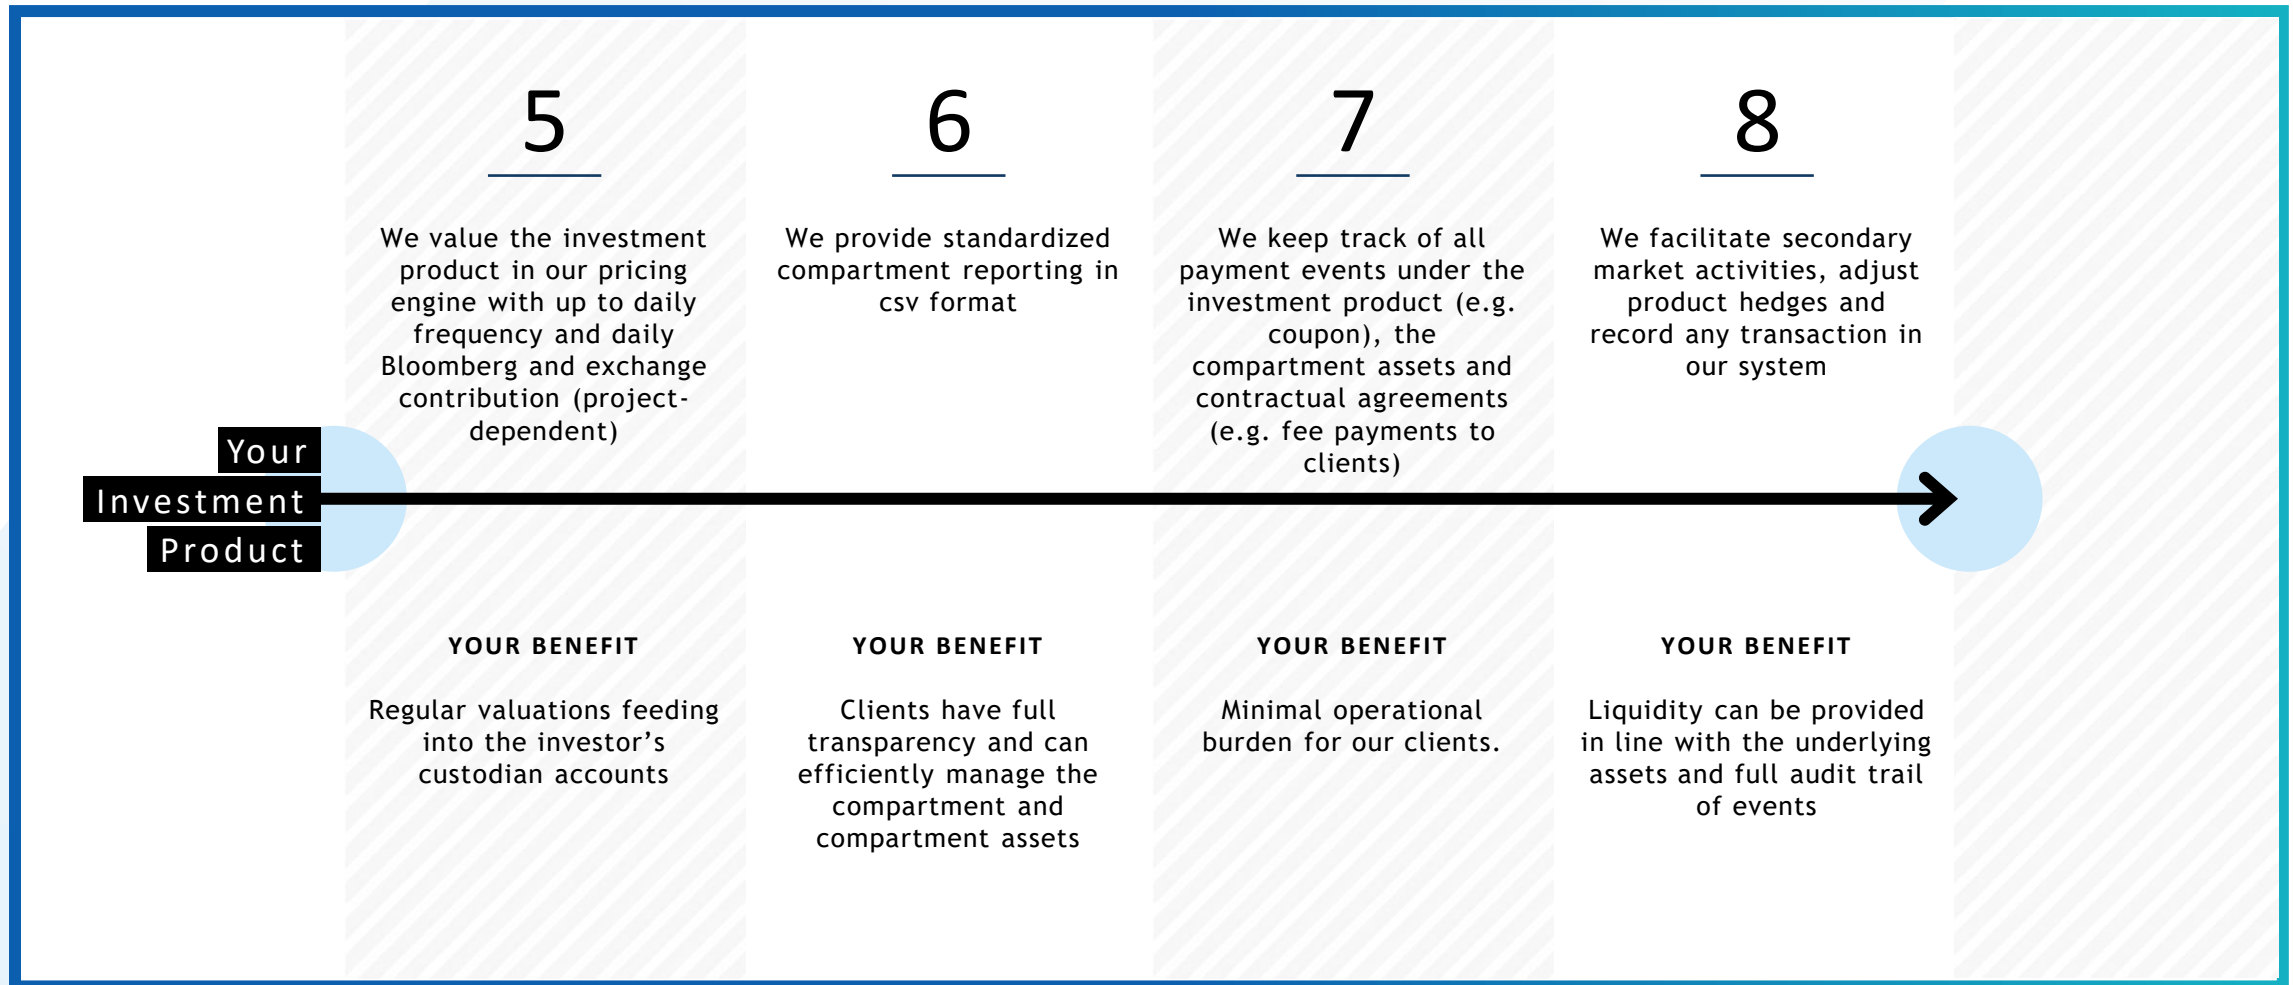 5
We value the investment
product in our pricing
engine with up to daily
frequency and daily
Bloomberg and exchange
contribution (project-
dependent)
6
We provide standardized
compartment reporting in
csv format
7
We keep track of all
payment events under the
investment product (e.g.
coupon), the
compartment assets and
contractual agreements
(e.g. fee payments to
clients)
8
We facilitate secondary
market activities, adjust
product hedges and
record any transaction in
our system
Your
Investment
Product
YOUR BENEFIT
Regular valuations feeding
into the investor’s
custodian accounts
YOUR BENEFIT
Clients have full
transparency and can
efficiently manage the
compartment and
compartment assets
YOUR BENEFIT
Minimal operational
burden for our clients.
YOUR BENEFIT
Liquidity can be provided
in line with the underlying
assets and full audit trail
of events